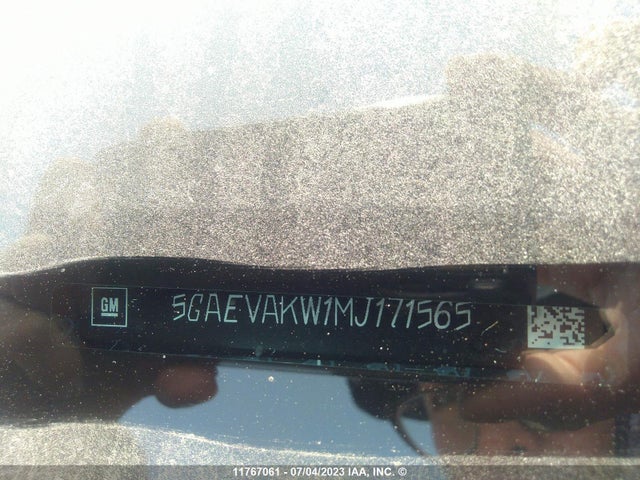 GM
5GAEVAKW1MJ171565
11767061 - 07/04/2023 IAA, INC. ©